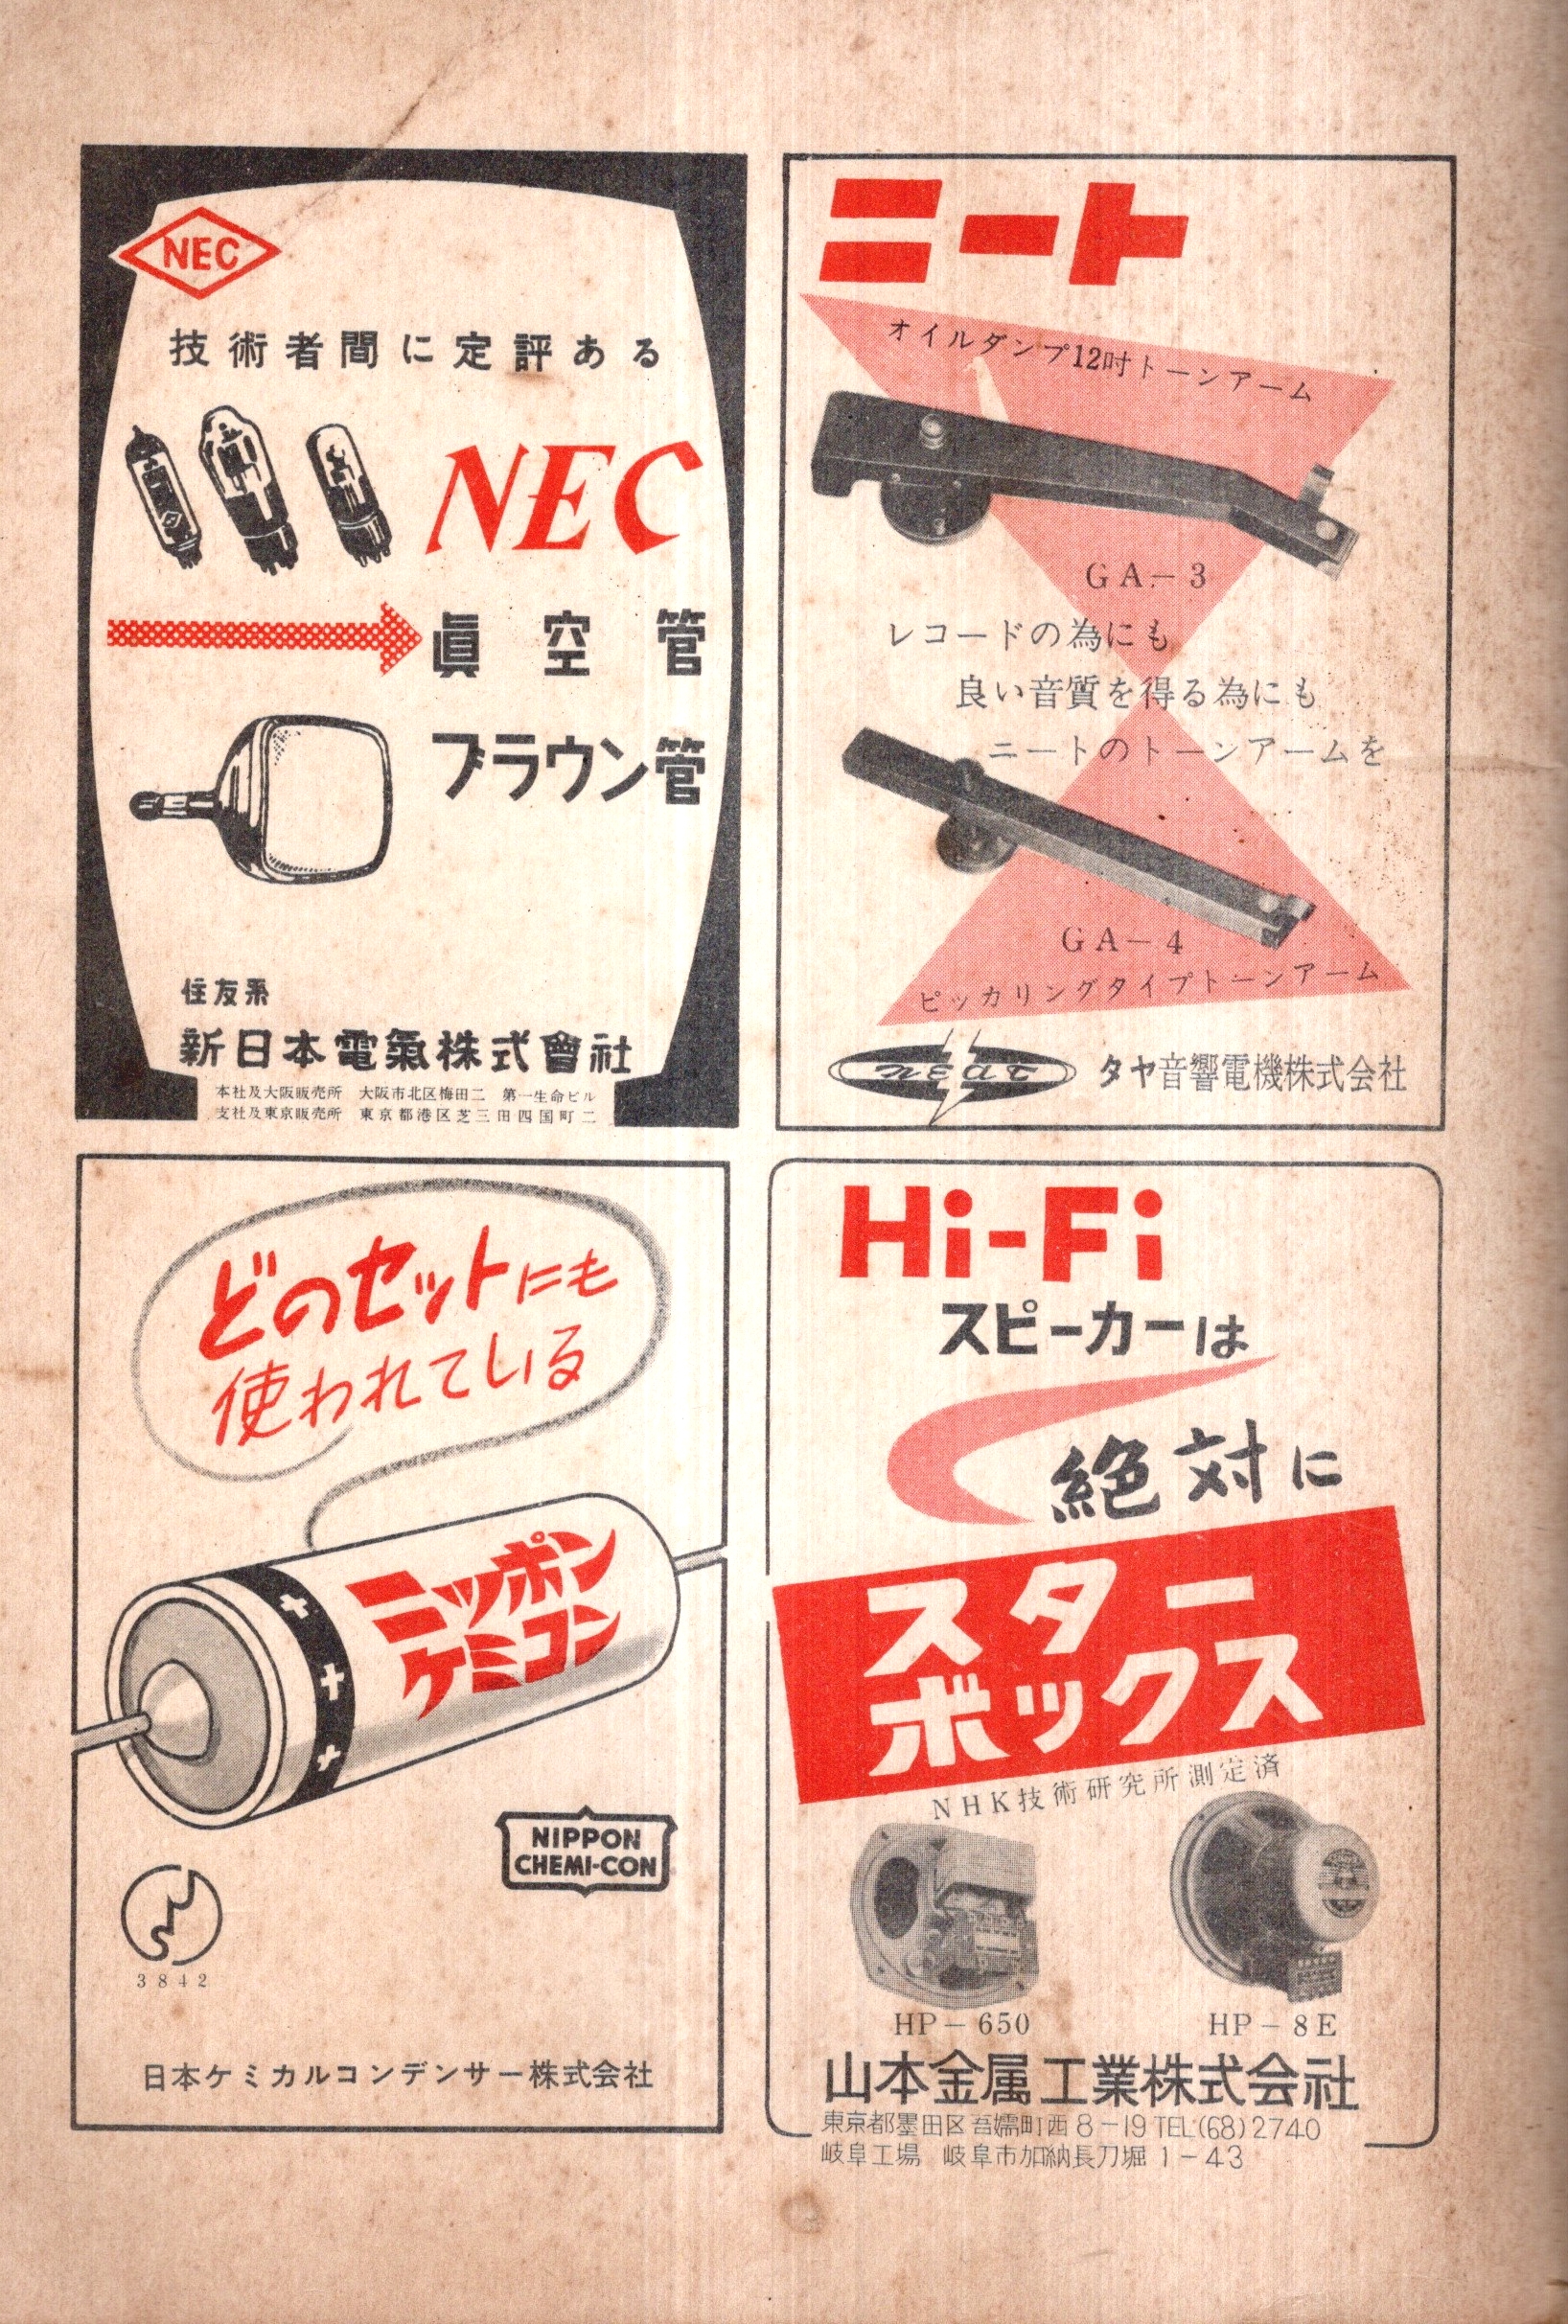 NEC
技術者間に定評ある
NEC
眞空管
ブラウン管
住友系
新日本電氣株式會社
本社及大阪販売所 大阪市北区梅田二 第一生命ビル
支社及東京販売所 東京都港区芝三田四国町二
ニート
オイルダンプ12吋トーンアーム
GA-3
レコードの為にも
良い音質を得る為にも
ニートのトーンアームを
GA-4
ピッカリングタイプトーンアーム
タヤ音響電機株式会社
どのセットにも
使われている
ニッポン
ケミコン
NIPPON
CHEMI-CON
3842
日本ケミカルコンデンサー株式会社
Hi-Fi
スピーカーは
絶対に
スター
ボックス
NHK技術研究所測定済
HP-650
HP-8E
山本金属工業株式会社
東京都墨田区吾嬬町西8-19 TEL(68)2740
岐阜工場 岐阜市加納長刀堀1-43